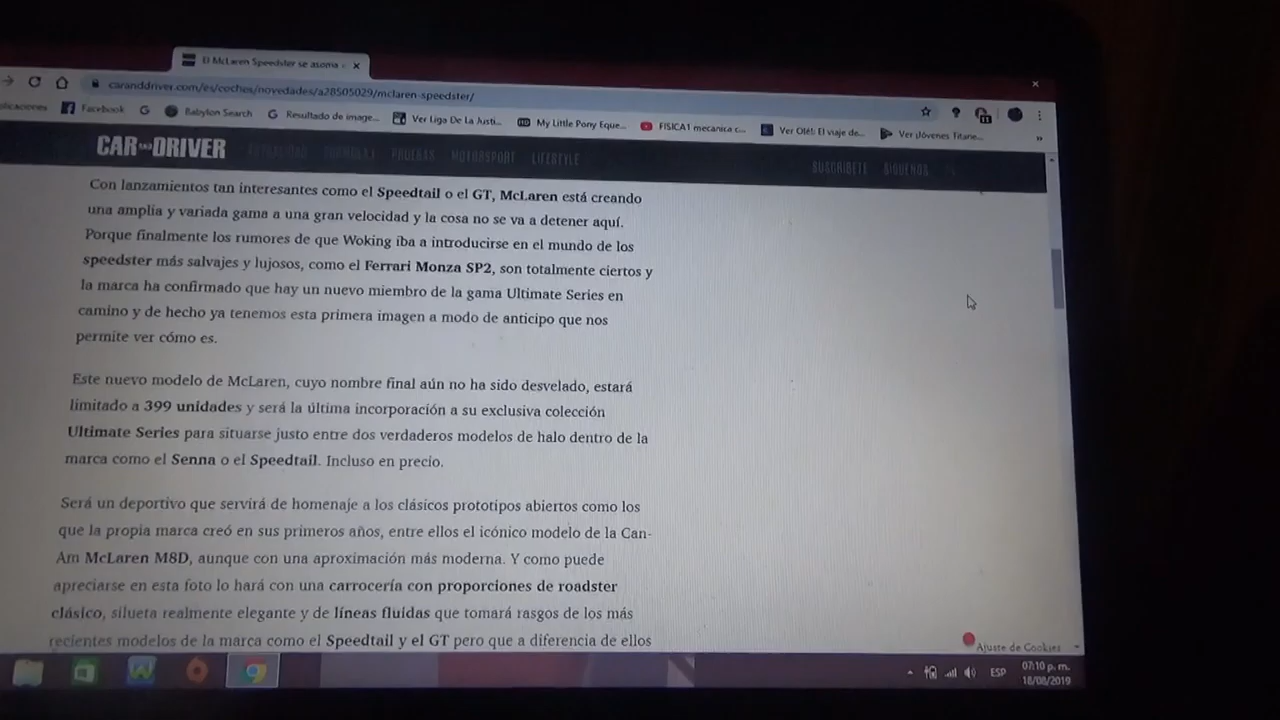 El McLaren Speedster se asoma
caranddriver.com/es/coches/novedades/a28505029/mclaren-speedster/
plicaciones Facebook Babylon Search Resultado de image... Ver Liga De La Justi... My Little Pony Eque... FISICA1 mecanica c... Ver Olé!: El viaje de... Ver ¡Jóvenes Titane... »
CAR AND DRIVER ACTUALIDAD FORMULA1 PRUEBAS MOTORSPORT LIFESTYLE SUSCRÍBETE SÍGUENOS
Con lanzamientos tan interesantes como el Speedtail o el GT, McLaren está creando
una amplia y variada gama a una gran velocidad y la cosa no se va a detener aquí.
Porque finalmente los rumores de que Woking iba a introducirse en el mundo de los
speedster más salvajes y lujosos, como el Ferrari Monza SP2, son totalmente ciertos y
la marca ha confirmado que hay un nuevo miembro de la gama Ultimate Series en
camino y de hecho ya tenemos esta primera imagen a modo de anticipo que nos
permite ver cómo es.
Este nuevo modelo de McLaren, cuyo nombre final aún no ha sido desvelado, estará
limitado a 399 unidades y será la última incorporación a su exclusiva colección
Ultimate Series para situarse justo entre dos verdaderos modelos de halo dentro de la
marca como el Senna o el Speedtail. Incluso en precio.
Será un deportivo que servirá de homenaje a los clásicos prototipos abiertos como los
que la propia marca creó en sus primeros años, entre ellos el icónico modelo de la Can-
Am McLaren M8D, aunque con una aproximación más moderna. Y como puede
apreciarse en esta foto lo hará con una carrocería con proporciones de roadster
clásico, silueta realmente elegante y de líneas fluidas que tomará rasgos de los más
recientes modelos de la marca como el Speedtail y el GT pero que a diferencia de ellos
Ajuste de Cookies
ESP 07:10 p. m.
18/08/2019